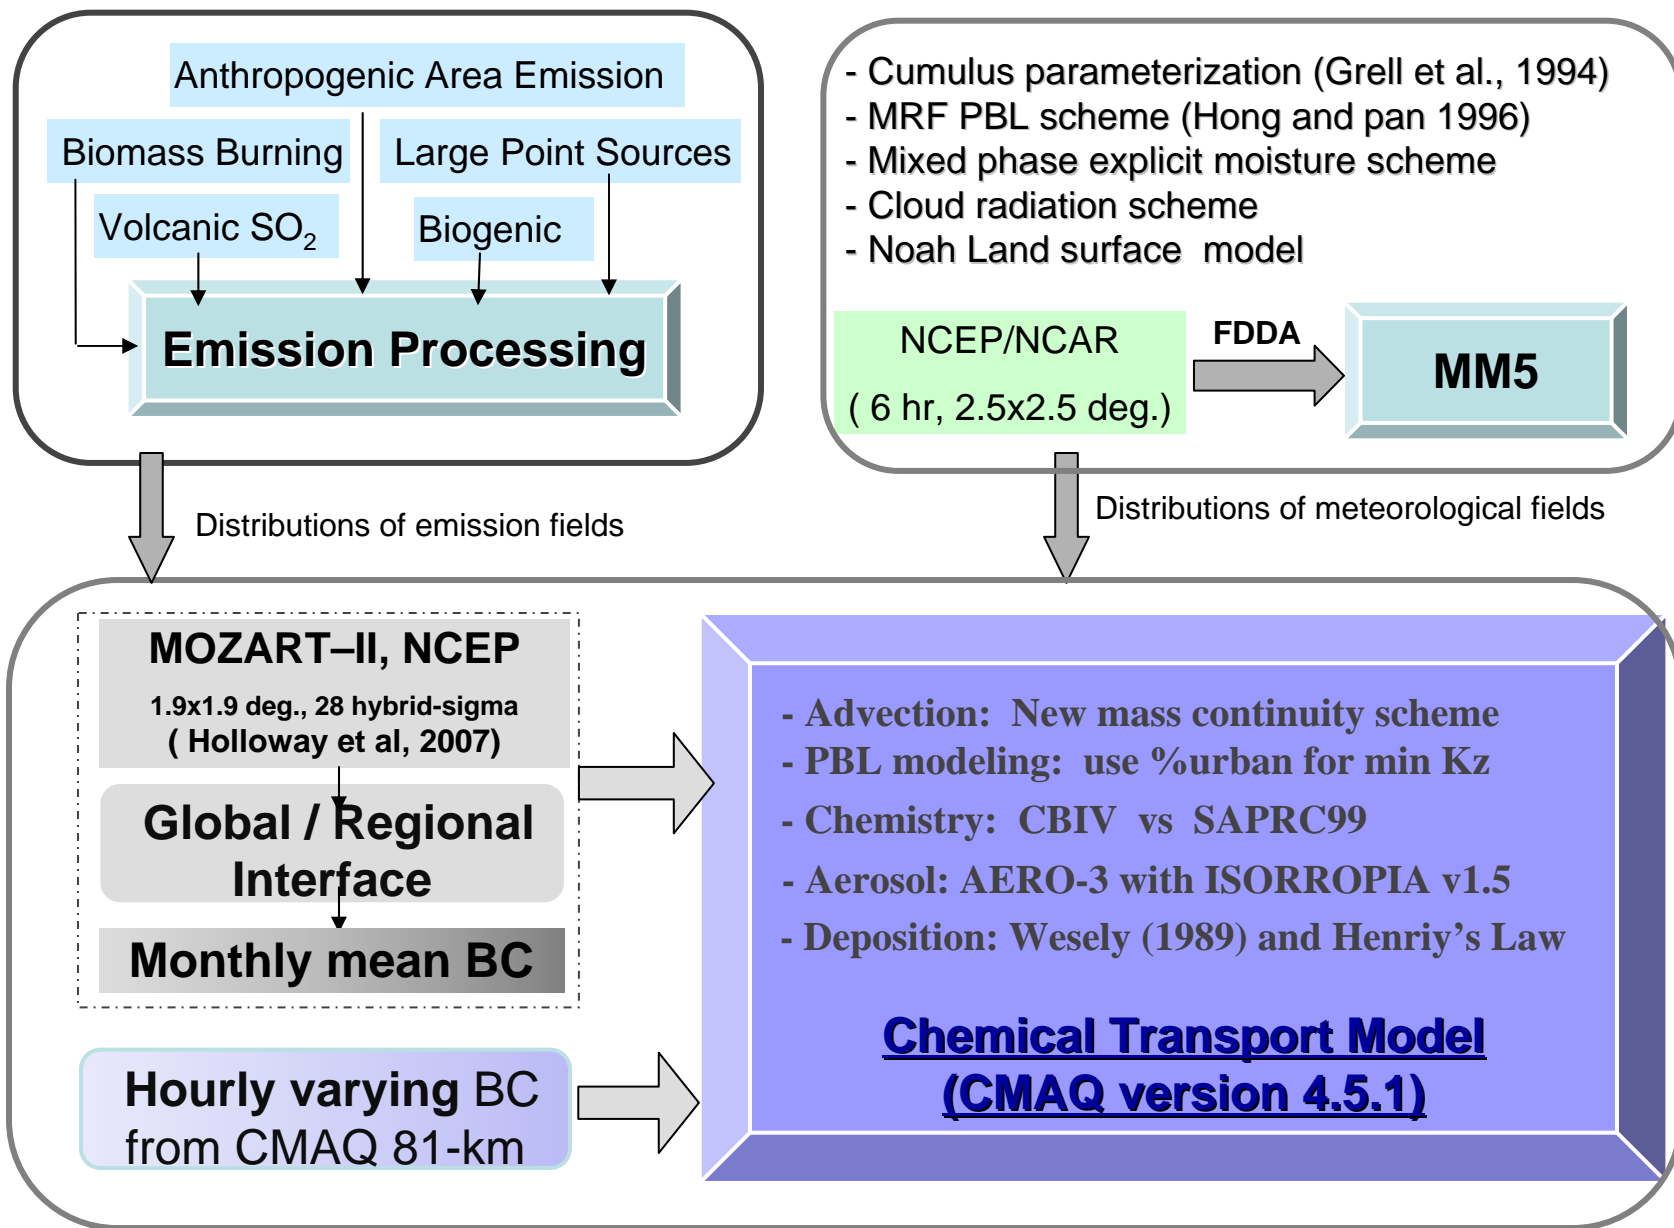 Anthropogenic Area Emission
Biomass Burning
Large Point Sources
Volcanic SO₂
Biogenic
Emission Processing
- Cumulus parameterization (Grell et al., 1994)
- MRF PBL scheme (Hong and pan 1996)
- Mixed phase explicit moisture scheme
- Cloud radiation scheme
- Noah Land surface  model
NCEP/NCAR
( 6 hr, 2.5x2.5 deg.)
FDDA
MM5
Distributions of emission fields
Distributions of meteorological fields
MOZART–II, NCEP
1.9x1.9 deg., 28 hybrid-sigma
( Holloway et al, 2007)
Global / Regional
Interface
Monthly mean BC
Hourly varying BC
from CMAQ 81-km
- Advection:  New mass continuity scheme
- PBL modeling:  use %urban for min Kz
- Chemistry:  CBIV  vs  SAPRC99
- Aerosol: AERO-3 with ISORROPIA v1.5
- Deposition: Wesely (1989) and Henriy’s Law
Chemical Transport Model
(CMAQ version 4.5.1)